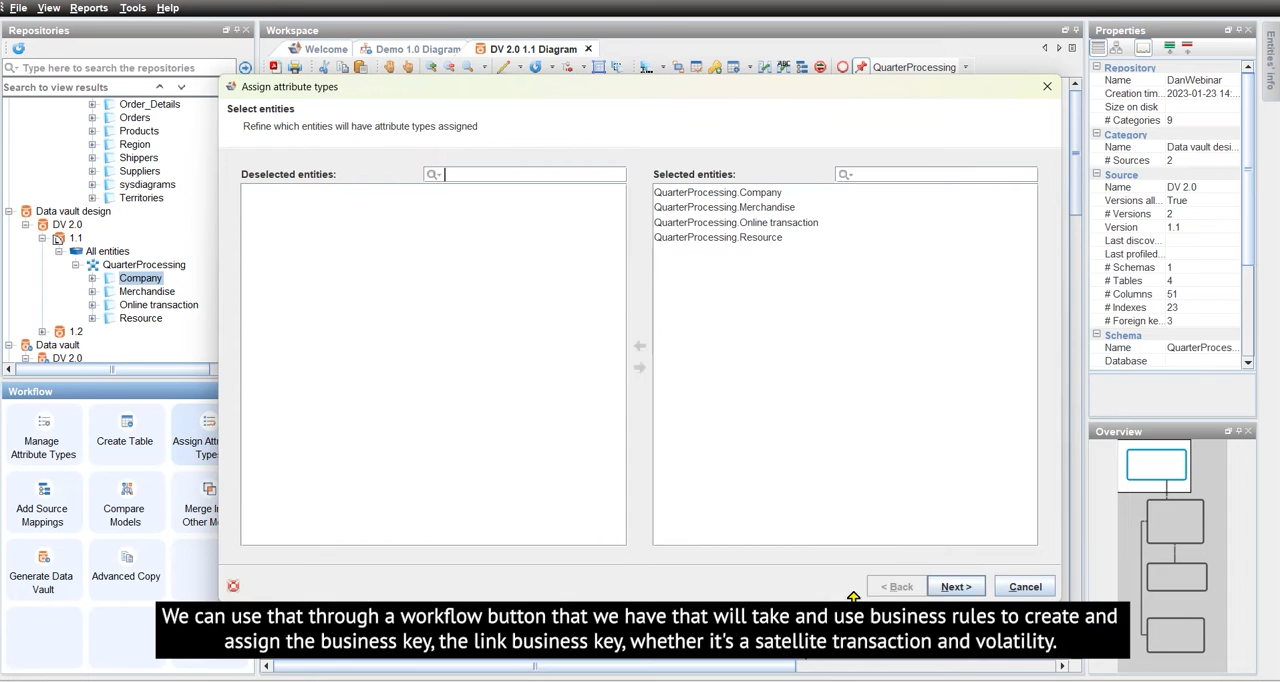 File View Reports Tools Help
Repositories
Type here to search the repositories
Search to view results
Order_Details
Orders
Products
Region
Shippers
Suppliers
sysdiagrams
Territories
Data vault design
DV 2.0
1.1
All entities
QuarterProcessing
Company
Merchandise
Online transaction
Resource
1.2
Data vault
DV 2.0
Workflow
Manage Attribute Types
Create Table
Assign Att
Types
Add Source Mappings
Compare Models
Merge In
Other M
Generate Data Vault
Advanced Copy
Workspace
Welcome
Demo 1.0 Diagram
DV 2.0 1.1 Diagram
QuarterProcessing
Assign attribute types
Select entities
Refine which entities will have attribute types assigned
Deselected entities:
Selected entities:
QuarterProcessing.Company
QuarterProcessing.Merchandise
QuarterProcessing.Online transaction
QuarterProcessing.Resource
< Back
Next >
Cancel
Properties
Repository
Name DanWebinar
Creation tim... 2023-01-23 14:...
Size on disk
# Categories 9
Category
Name Data vault desi...
# Sources 2
Source
Name DV 2.0
Versions all... True
# Versions 2
Version 1.1
Last discov...
Last profiled...
# Schemas 1
# Tables 4
# Columns 51
# Indexes 23
# Foreign ke... 3
Schema
Name QuarterProces...
Database
Entities' info
Overview
We can use that through a workflow button that we have that will take and use business rules to create and
assign the business key, the link business key, whether it's a satellite transaction and volatility.